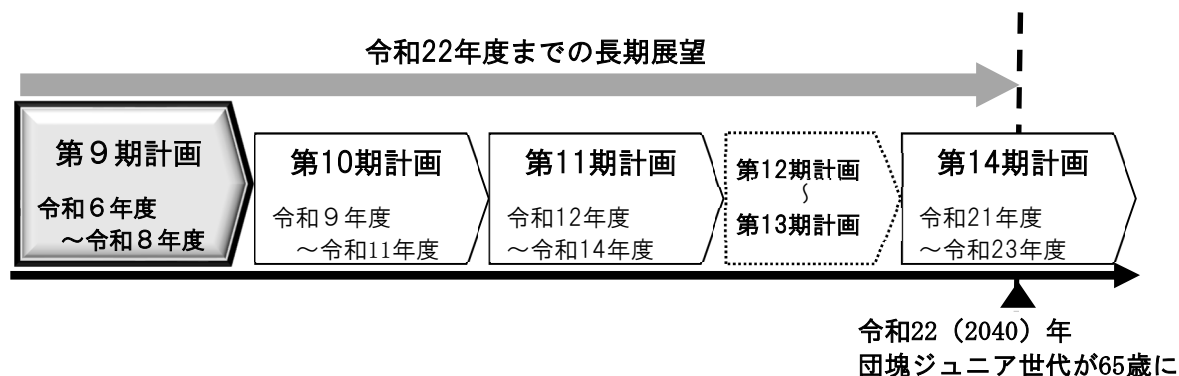 令和22年度までの長期展望
第９期計画
令和６年度
～令和８年度
第10期計画
令和９年度
～令和11年度
第11期計画
令和12年度
～令和14年度
第12期計画
～
第13期計画
第14期計画
令和21年度
～令和23年度
令和22（2040）年
団塊ジュニア世代が65歳に